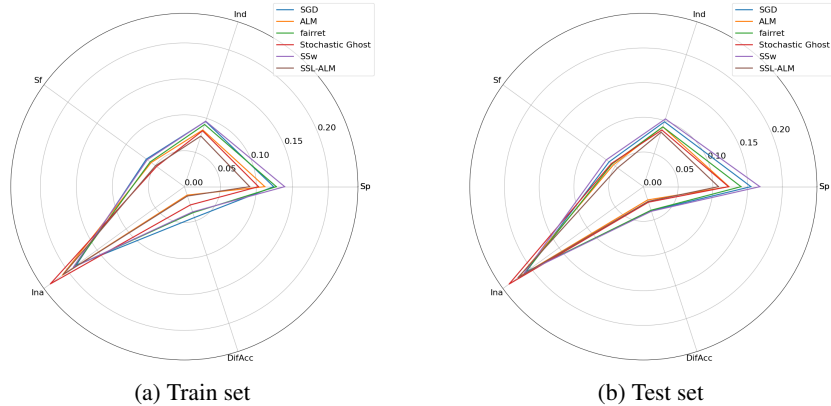 SGD
ALM
fairret
Stochastic Ghost
SSw
SSL-ALM
Ind
Sf
Sp
Ina
DifAcc
0.00
0.05
0.10
0.15
0.20
(a) Train set
SGD
ALM
fairret
Stochastic Ghost
SSw
SSL-ALM
Ind
Sf
Sp
Ina
DifAcc
0.00
0.05
0.10
0.15
0.20
(b) Test set